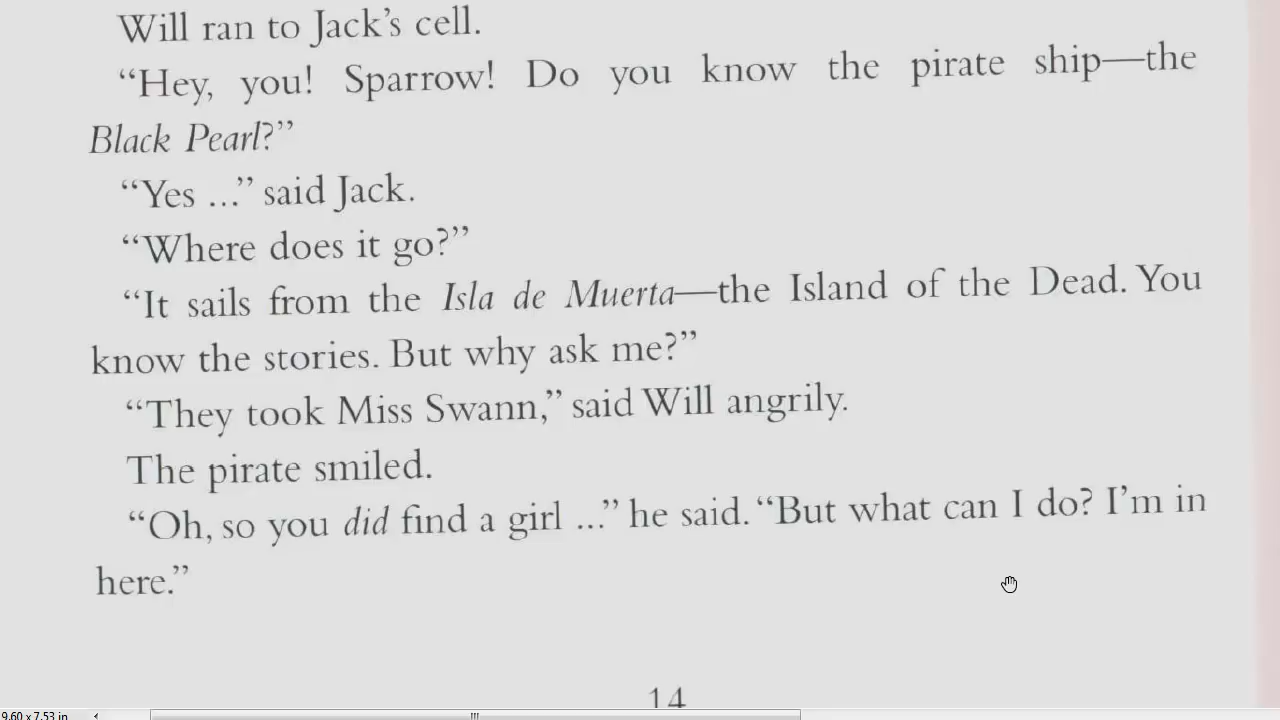 Will ran to Jack's cell.
“Hey, you! Sparrow! Do you know the pirate ship—the
Black Pearl?”
“Yes ...” said Jack.
“Where does it go?”
“It sails from the Isla de Muerta—the Island of the Dead. You
know the stories. But why ask me?”
“They took Miss Swann,” said Will angrily.
The pirate smiled.
“Oh, so you did find a girl ...” he said. “But what can I do? I'm in
here.”
14
9.60 x 7.53 in